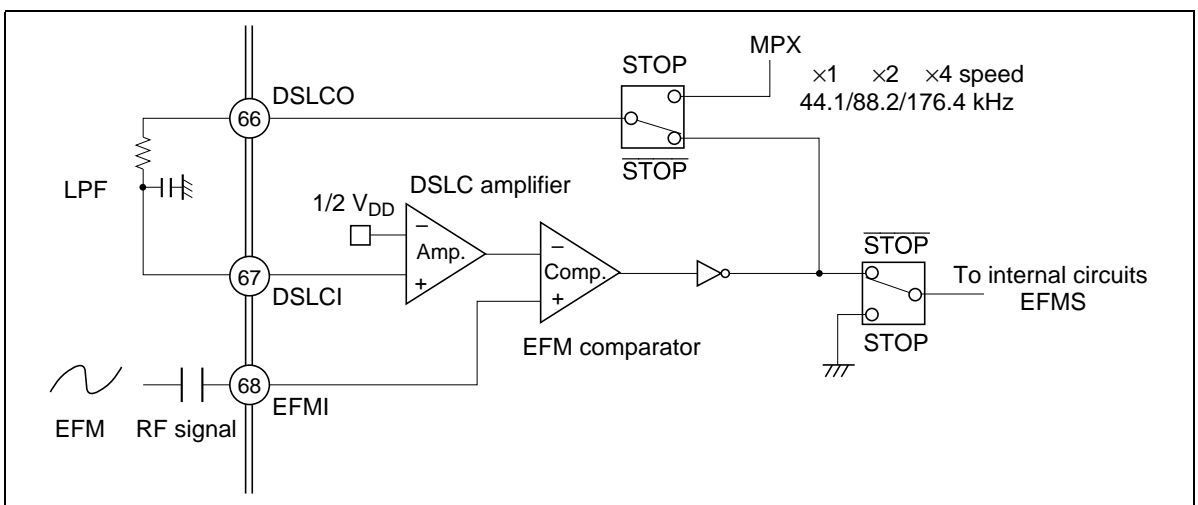 MPX
STOP
×1 ×2 ×4 speed
44.1/88.2/176.4 kHz
DSLCO
66
STOP
LPF
DSLC amplifier
1/2 VDD
−
Amp.
+
−
Comp.
+
STOP
To internal circuits
EFMS
67
DSLCI
EFM comparator
STOP
68
EFMI
EFM RF signal